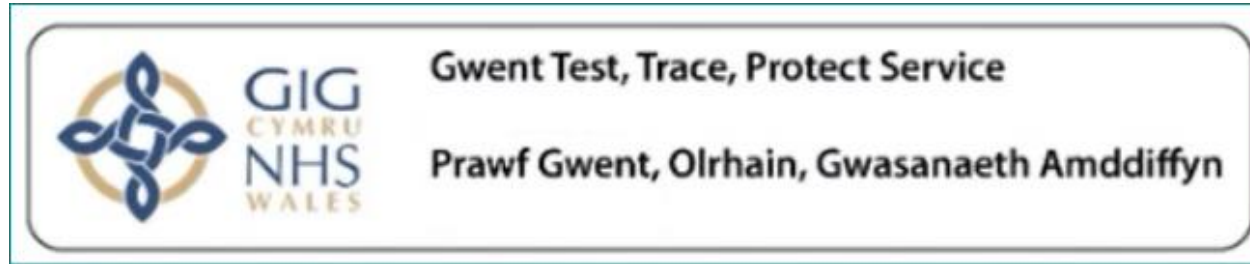 GIG
CYMRU
NHS
WALES
Gwent Test, Trace, Protect Service
Prawf Gwent, Olrhain, Gwasanaeth Amddiffyn